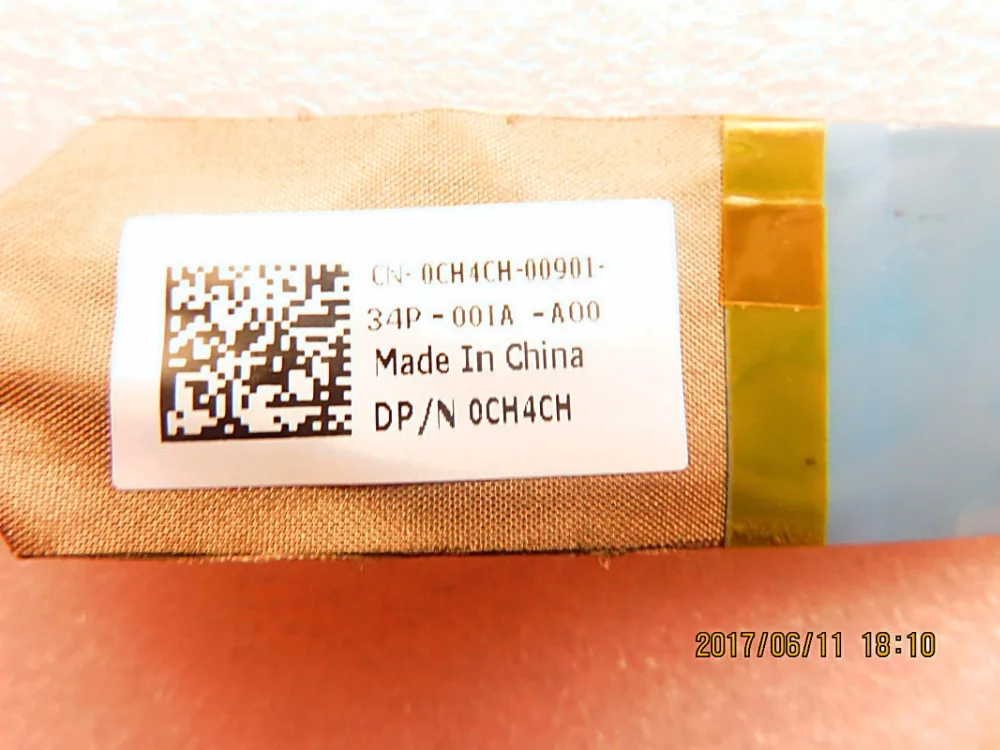 CN-0CH4CH-00901-
34P-001A -A00
Made In China
DP/N 0CH4CH
2017/06/11 18:10